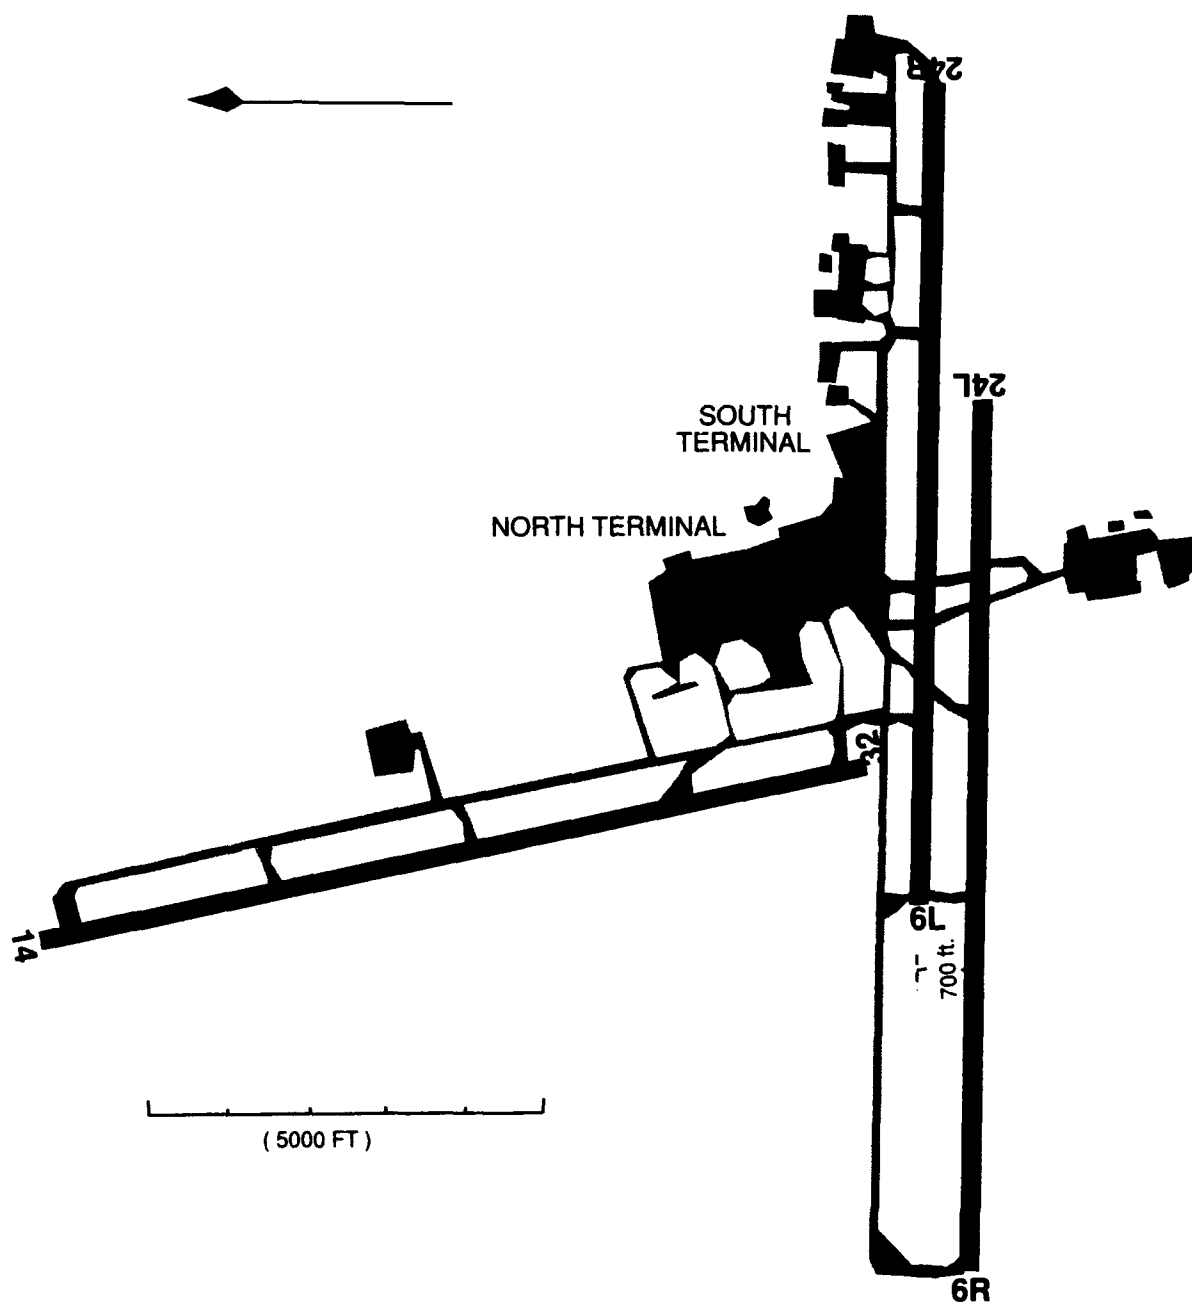 24R
24L
SOUTH
TERMINAL
NORTH TERMINAL
32
6L
14
700 ft.
( 5000 FT )
6R